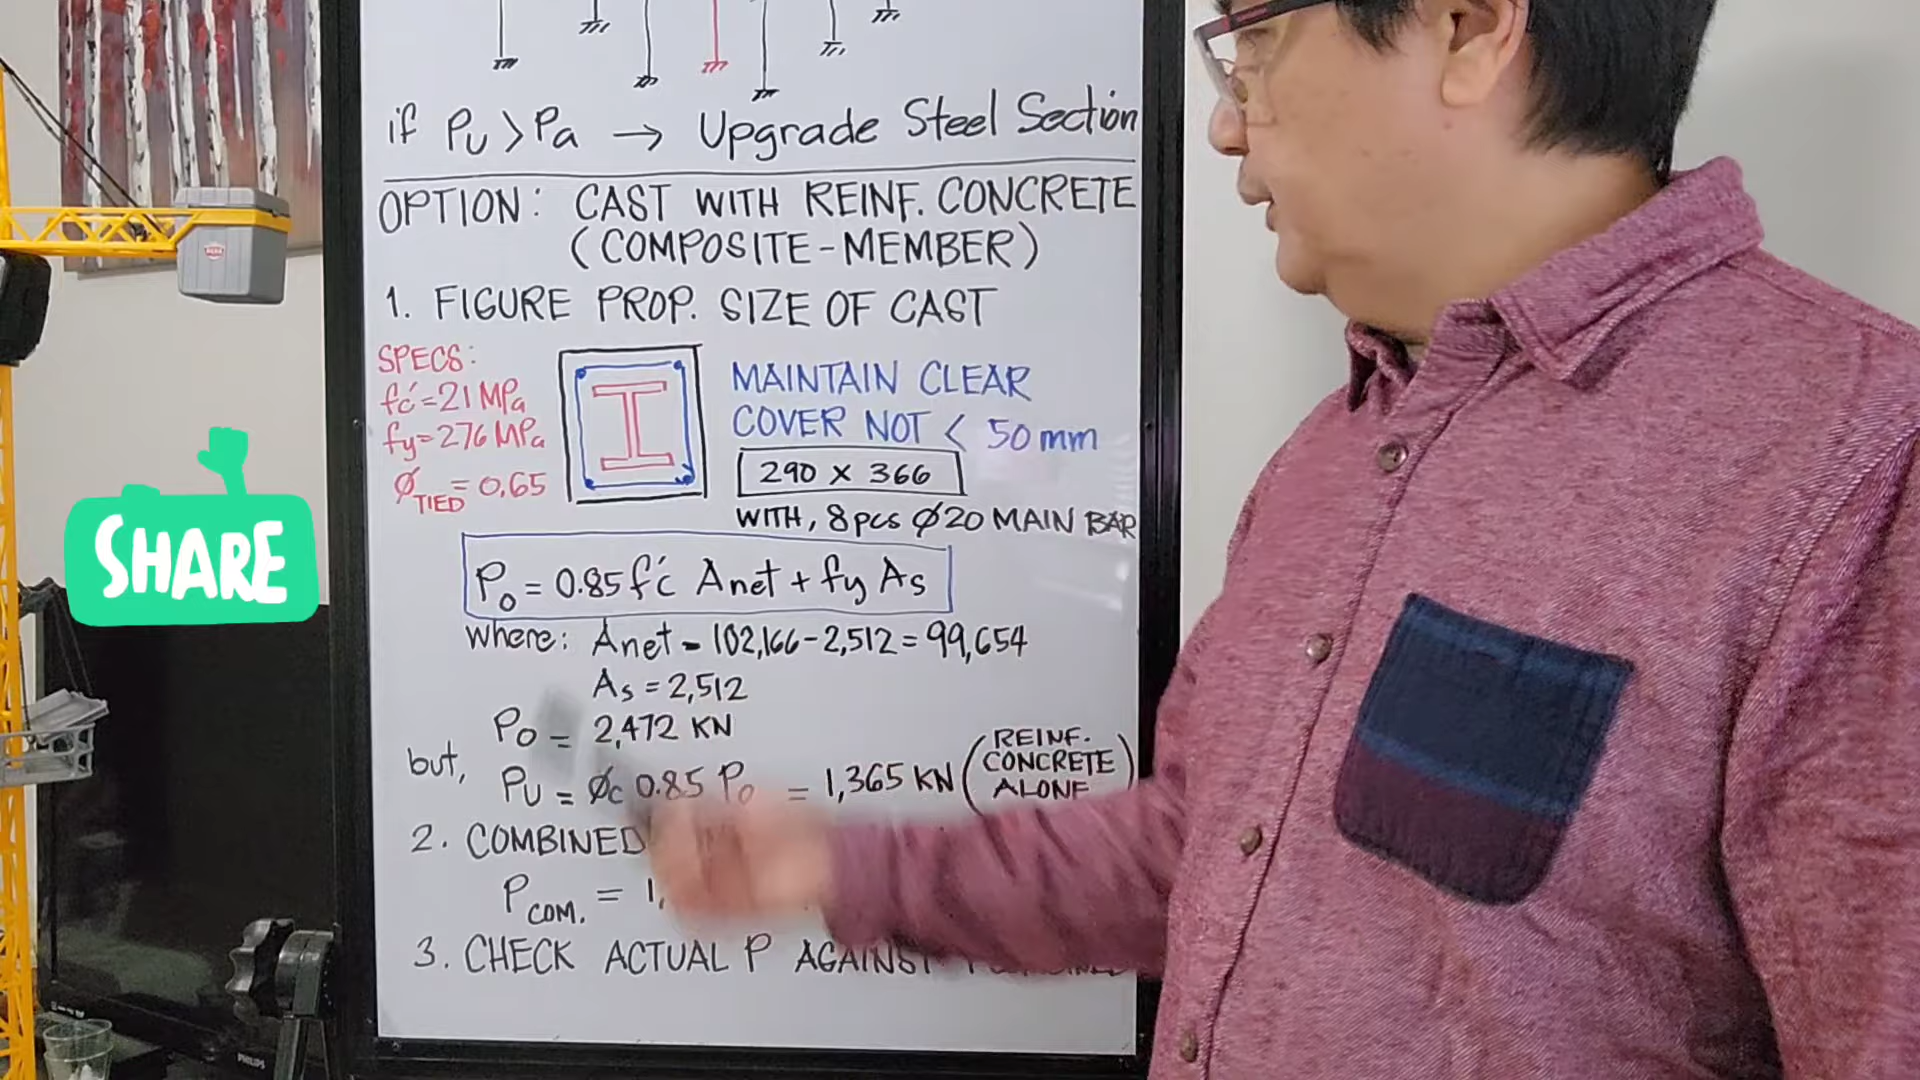 if Pu > Pa → Upgrade Steel Section
OPTION: CAST WITH REINF. CONCRETE
(COMPOSITE-MEMBER)
1. FIGURE PROP. SIZE OF CAST
SPECS:
fc'=21 MPa
fy=276 MPa
Ø TIED = 0.65
MAINTAIN CLEAR
COVER NOT < 50 mm
290 X 366
WITH, 8pcs Ø20 MAIN BAR
Po = 0.85 f'c Anet + fy As
where: Anet - 102,166 - 2,512 = 99,654
As = 2,512
Po = 2,472 KN
but,
Pu = Øc 0.85 Po = 1,365 KN (REINF. CONCRETE ALONE
2. COMBINED
P COM. = 1,
3. CHECK ACTUAL P AGAINST
SHARE
PHILIPS